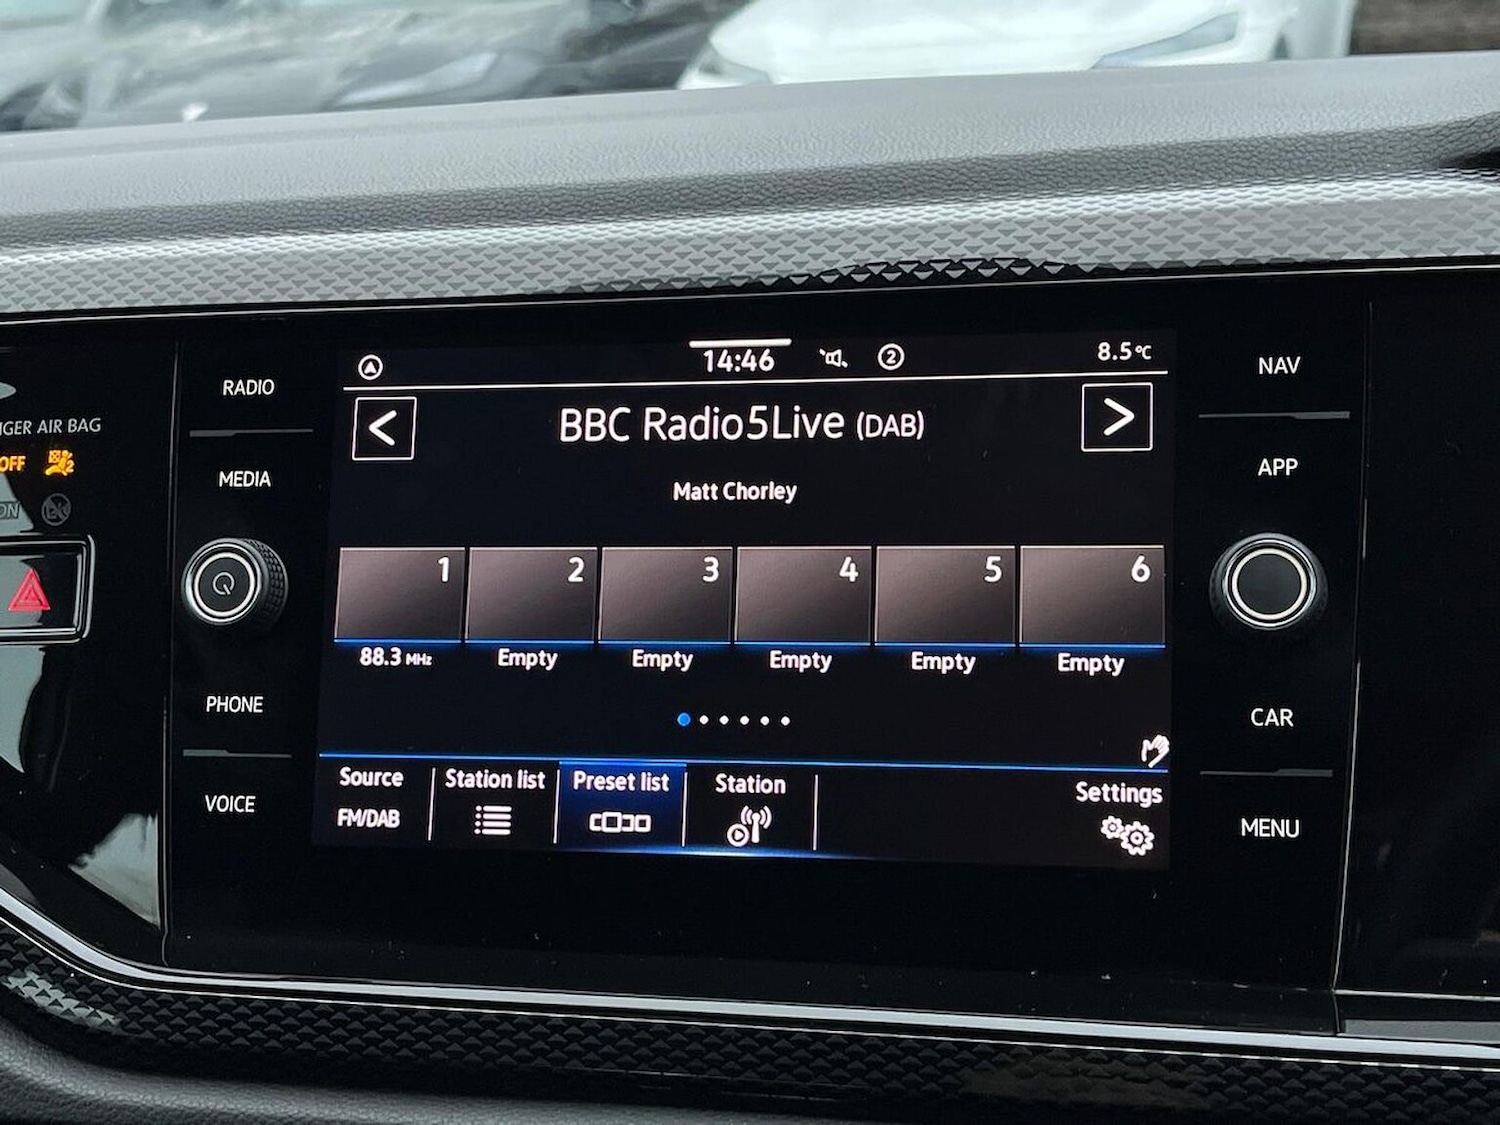 RADIO
MEDIA
PHONE
VOICE
AIR BAG
OFF
14:46
2
8.5°C
<
BBC Radio5Live (DAB)
>
Matt Chorley
1 2 3 4 5 6
88.3 MHz Empty Empty Empty Empty Empty
Source Station list Preset list Station Settings
FM/DAB
NAV
APP
CAR
MENU